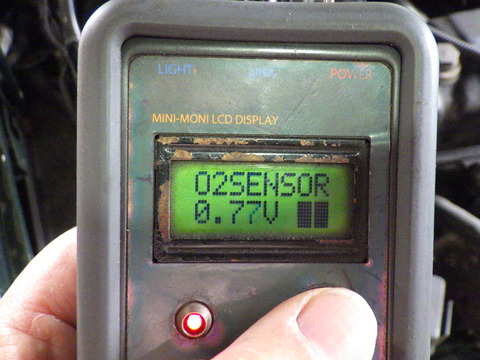 LIGHT
POWER
MINI-MONI LCD DISPLAY
O2SENSOR
0.77V